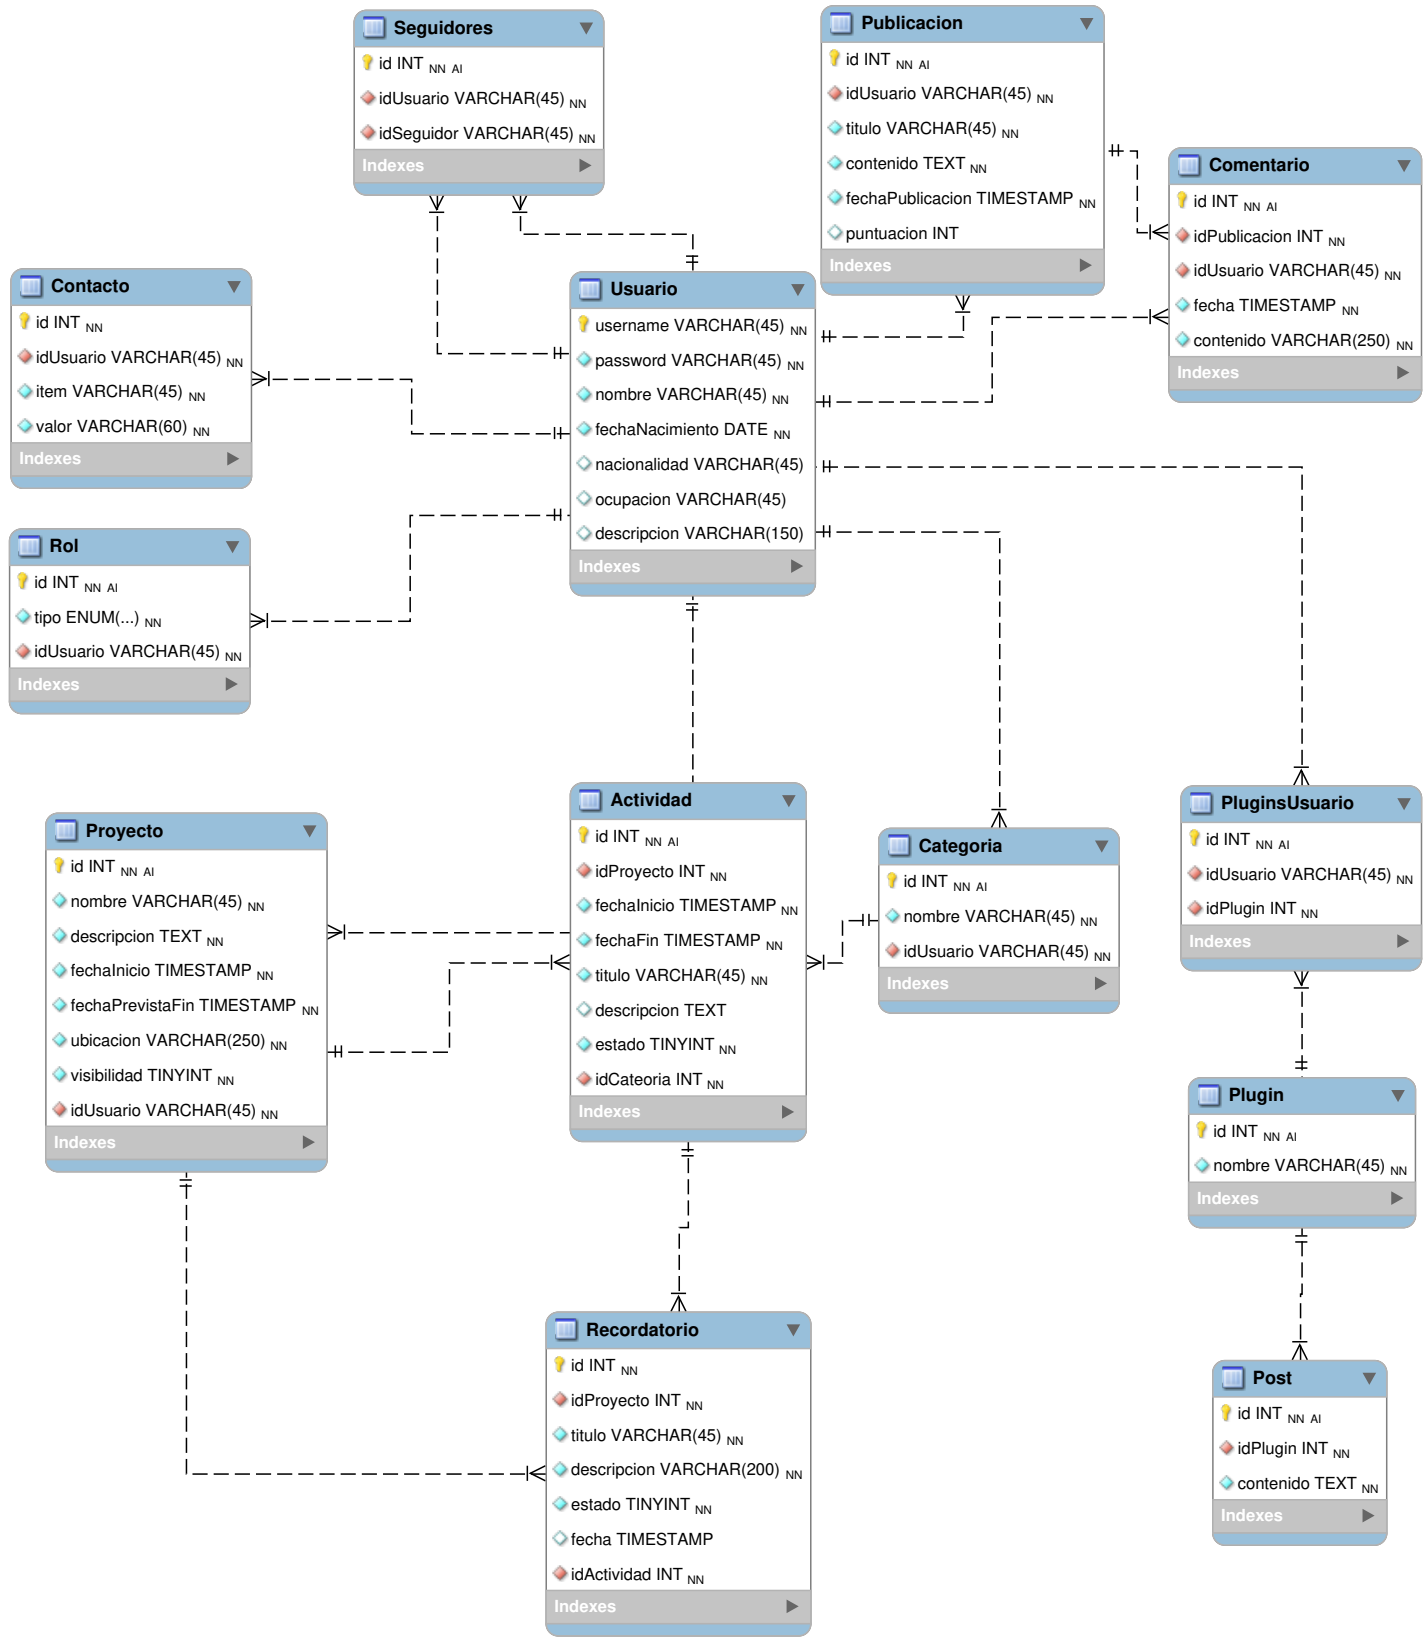 Seguidores
id INT NN AI
idUsuario VARCHAR(45) NN
idSeguidor VARCHAR(45) NN
Indexes
Publicacion
id INT NN AI
idUsuario VARCHAR(45) NN
titulo VARCHAR(45) NN
contenido TEXT NN
fechaPublicacion TIMESTAMP NN
puntuacion INT
Indexes
Comentario
id INT NN AI
idPublicacion INT NN
idUsuario VARCHAR(45) NN
fecha TIMESTAMP NN
contenido VARCHAR(250) NN
Indexes
Contacto
id INT NN
idUsuario VARCHAR(45) NN
item VARCHAR(45) NN
valor VARCHAR(60) NN
Indexes
Usuario
username VARCHAR(45) NN
password VARCHAR(45) NN
nombre VARCHAR(45) NN
fechaNacimiento DATE NN
nacionalidad VARCHAR(45)
ocupacion VARCHAR(45)
descripcion VARCHAR(150)
Indexes
Rol
id INT NN AI
tipo ENUM(...) NN
idUsuario VARCHAR(45) NN
Indexes
Proyecto
id INT NN AI
nombre VARCHAR(45) NN
descripcion TEXT NN
fechaInicio TIMESTAMP NN
fechaPrevistaFin TIMESTAMP NN
ubicacion VARCHAR(250) NN
visibilidad TINYINT NN
idUsuario VARCHAR(45) NN
Indexes
Actividad
id INT NN AI
idProyecto INT NN
fechaInicio TIMESTAMP NN
fechaFin TIMESTAMP NN
titulo VARCHAR(45) NN
descripcion TEXT
estado TINYINT NN
idCateoria INT NN
Indexes
Categoria
id INT NN AI
nombre VARCHAR(45) NN
idUsuario VARCHAR(45) NN
Indexes
PluginsUsuario
id INT NN AI
idUsuario VARCHAR(45) NN
idPlugin INT NN
Indexes
Plugin
id INT NN AI
nombre VARCHAR(45) NN
Indexes
Recordatorio
id INT NN
idProyecto INT NN
titulo VARCHAR(45) NN
descripcion VARCHAR(200) NN
estado TINYINT NN
fecha TIMESTAMP
idActividad INT NN
Indexes
Post
id INT NN AI
idPlugin INT NN
contenido TEXT NN
Indexes